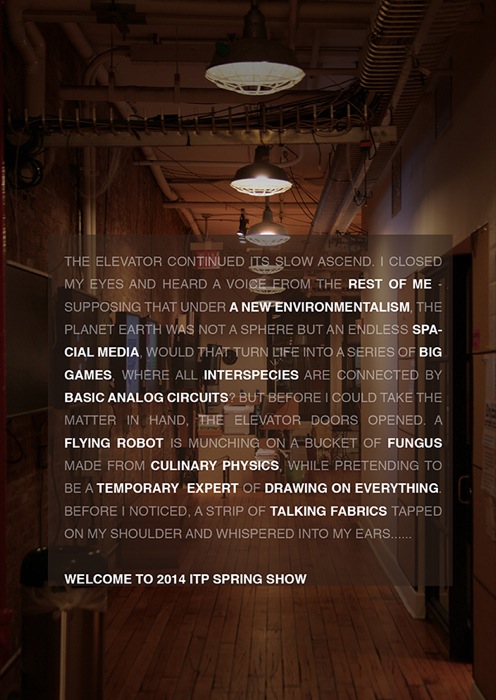 THE ELEVATOR CONTINUED ITS SLOW ASCEND. I CLOSED
MY EYES AND HEARD A VOICE FROM THE REST OF ME -
SUPPOSING THAT UNDER A NEW ENVIRONMENTALISM, THE
PLANET EARTH WAS NOT A SPHERE BUT AN ENDLESS SPA-
CIAL MEDIA, WOULD THAT TURN LIFE INTO A SERIES OF BIG
GAMES, WHERE ALL INTERSPECIES ARE CONNECTED BY
BASIC ANALOG CIRCUITS? BUT BEFORE I COULD TAKE THE
MATTER IN HAND, THE ELEVATOR DOORS OPENED. A
FLYING ROBOT IS MUNCHING ON A BUCKET OF FUNGUS
MADE FROM CULINARY PHYSICS, WHILE PRETENDING TO
BE A TEMPORARY EXPERT OF DRAWING ON EVERYTHING.
BEFORE I NOTICED, A STRIP OF TALKING FABRICS TAPPED
ON MY SHOULDER AND WHISPERED INTO MY EARS......
WELCOME TO 2014 ITP SPRING SHOW